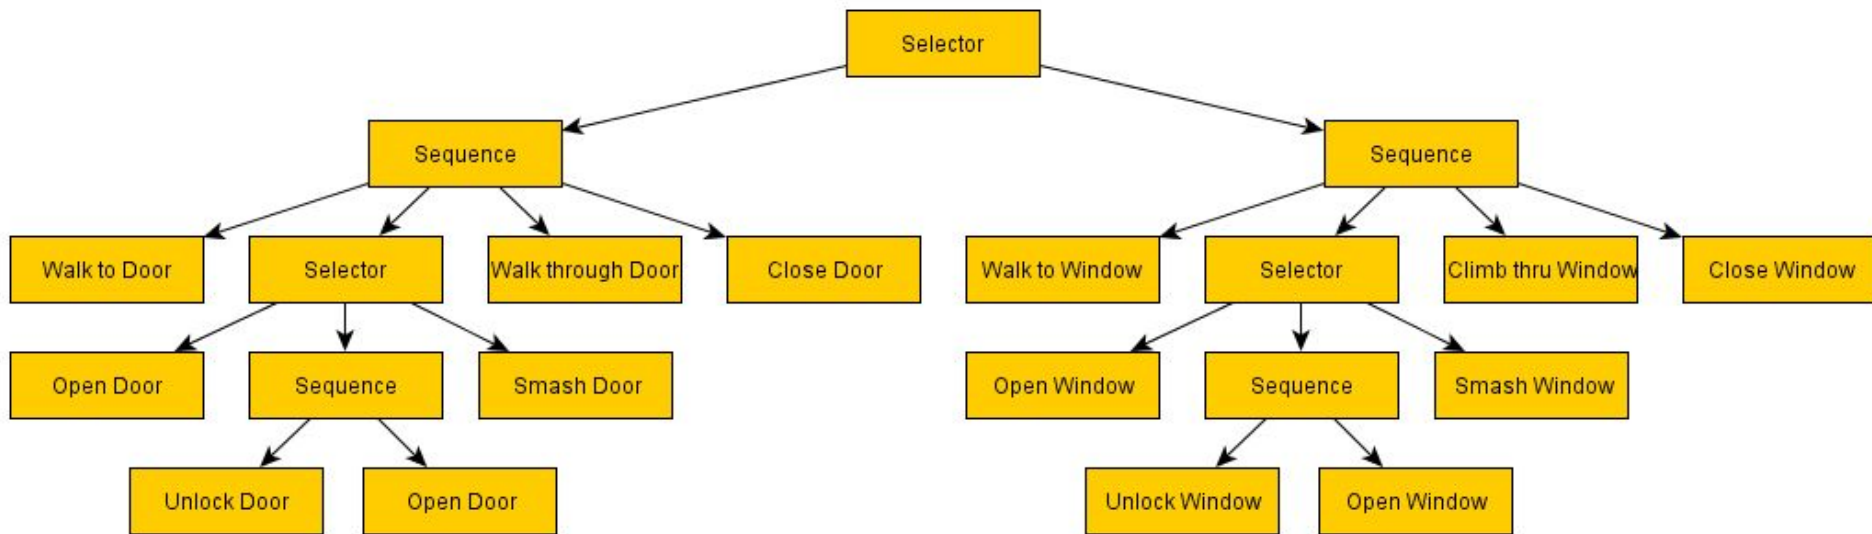 Selector
Sequence
Sequence
Walk to Door
Selector
Walk through Door
Close Door
Walk to Window
Selector
Climb thru Window
Close Window
Open Door
Sequence
Smash Door
Open Window
Sequence
Smash Window
Unlock Door
Open Door
Unlock Window
Open Window